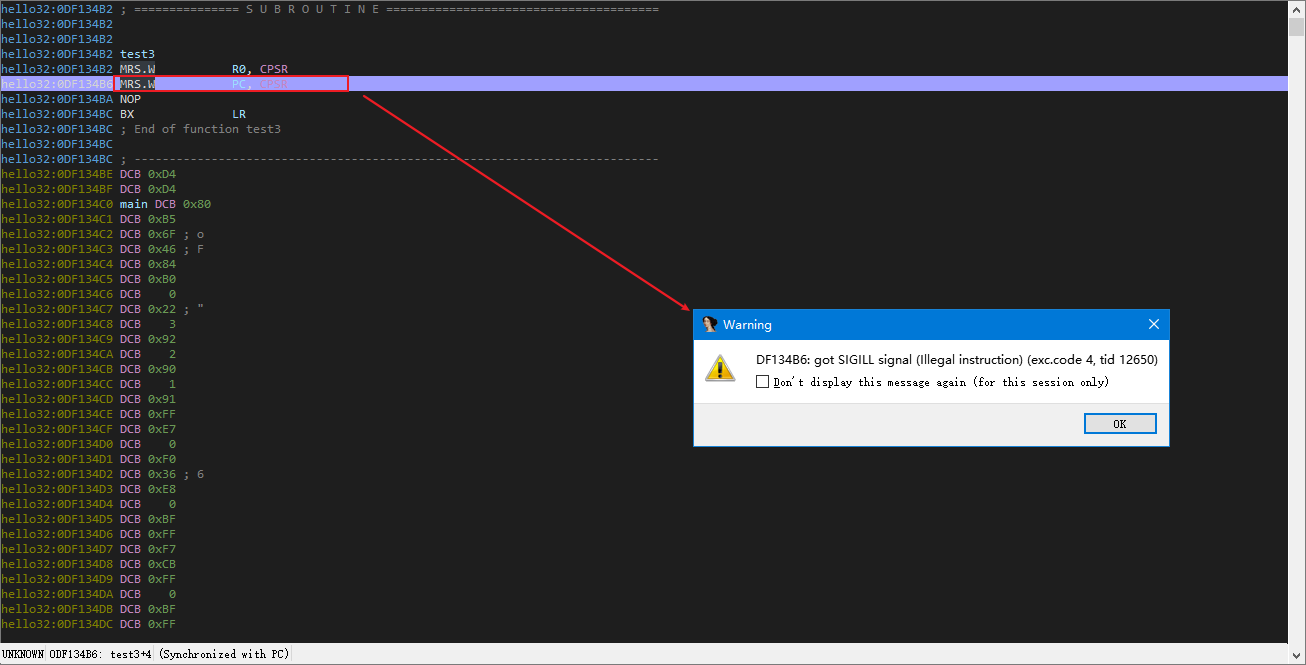 hello32:0DF134B2 ; =============== S U B R O U T I N E =======================================
hello32:0DF134B2
hello32:0DF134B2
hello32:0DF134B2 test3
hello32:0DF134B2 MRS.W R0, CPSR
hello32:0DF134B6 MRS.W PC, CPSR
hello32:0DF134BA NOP
hello32:0DF134BC BX LR
hello32:0DF134BC ; End of function test3
hello32:0DF134BC
hello32:0DF134BC ; ---------------------------------------------------------------------------
hello32:0DF134BE DCB 0xD4
hello32:0DF134BF DCB 0xD4
hello32:0DF134C0 main DCB 0x80
hello32:0DF134C1 DCB 0xB5
hello32:0DF134C2 DCB 0x6F ; o
hello32:0DF134C3 DCB 0x46 ; F
hello32:0DF134C4 DCB 0x84
hello32:0DF134C5 DCB 0xB0
hello32:0DF134C6 DCB 0
hello32:0DF134C7 DCB 0x22 ; "
hello32:0DF134C8 DCB 3
hello32:0DF134C9 DCB 0x92
hello32:0DF134CA DCB 2
hello32:0DF134CB DCB 0x90
hello32:0DF134CC DCB 1
hello32:0DF134CD DCB 0x91
hello32:0DF134CE DCB 0xFF
hello32:0DF134CF DCB 0xE7
hello32:0DF134D0 DCB 0
hello32:0DF134D1 DCB 0xF0
hello32:0DF134D2 DCB 0x36 ; 6
hello32:0DF134D3 DCB 0xE8
hello32:0DF134D4 DCB 0
hello32:0DF134D5 DCB 0xBF
hello32:0DF134D6 DCB 0xFF
hello32:0DF134D7 DCB 0xF7
hello32:0DF134D8 DCB 0xCB
hello32:0DF134D9 DCB 0xFF
hello32:0DF134DA DCB 0
hello32:0DF134DB DCB 0xBF
hello32:0DF134DC DCB 0xFF
Warning
DF134B6: got SIGILL signal (Illegal instruction) (exc.code 4, tid 12650)
Don't display this message again (for this session only)
OK
UNKNOWN 0DF134B6: test3+4 (Synchronized with PC)